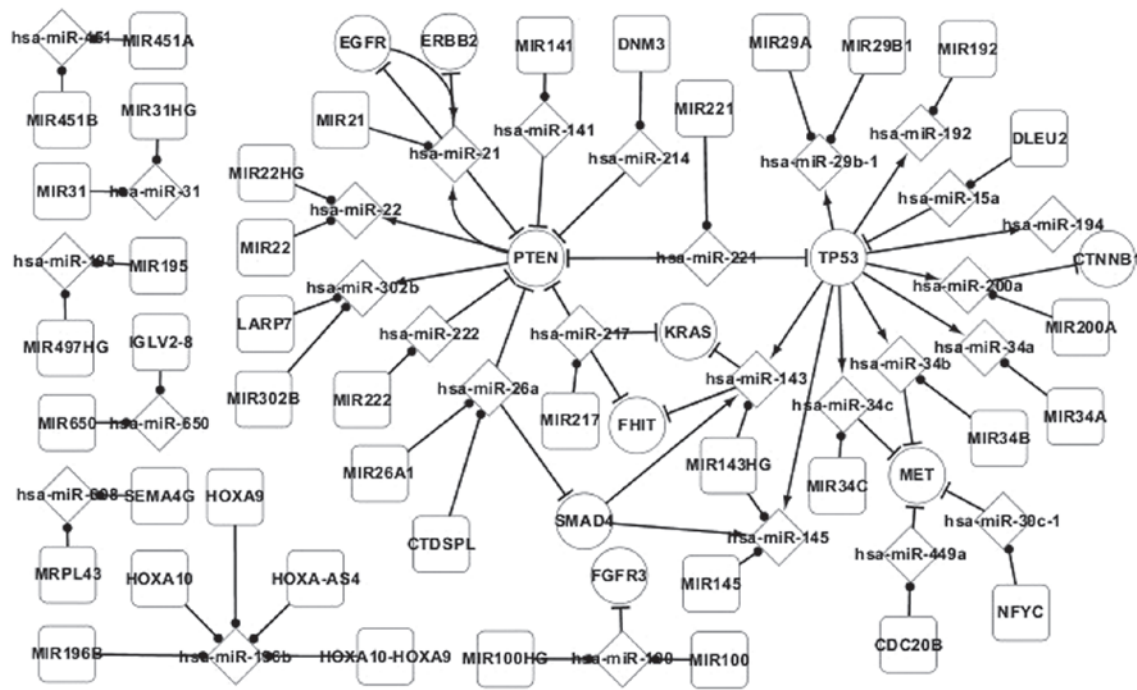 hsa-miR-451
MIR451A
MIR451B
MIR31HG
MIR31
hsa-miR-31
hsa-miR-195
MIR195
MIR497HG
IGLV2-8
MIR650
hsa-miR-650
SEMA4G
MRPL43
HOXA9
HOXA10
HOXA-AS4
MIR196B
hsa-miR-196b
HOXA10-HOXA9
EGFR
ERBB2
MIR141
DNM3
MIR21
hsa-miR-21
hsa-miR-141
hsa-miR-214
MIR221
MIR22HG
hsa-miR-22
MIR22
PTEN
hsa-miR-221
hsa-miR-302b
LARP7
MIR302B
hsa-miR-222
MIR222
hsa-miR-217
KRAS
hsa-miR-26a
MIR217
FHIT
MIR26A1
CTDSPL
SMAD4
FGFR3
MIR100HG
hsa-miR-100
MIR100
MIR29A
MIR29B1
MIR192
hsa-miR-29b-1
hsa-miR-192
DLEU2
hsa-miR-15a
hsa-miR-194
TP53
CTNNB1
hsa-miR-200a
MIR200A
hsa-miR-34a
hsa-miR-34b
hsa-miR-143
hsa-miR-34c
MIR34A
MIR34B
MIR143HG
MIR34C
MET
hsa-miR-145
MIR145
hsa-miR-30c-1
hsa-miR-449a
NFYC
CDC20B